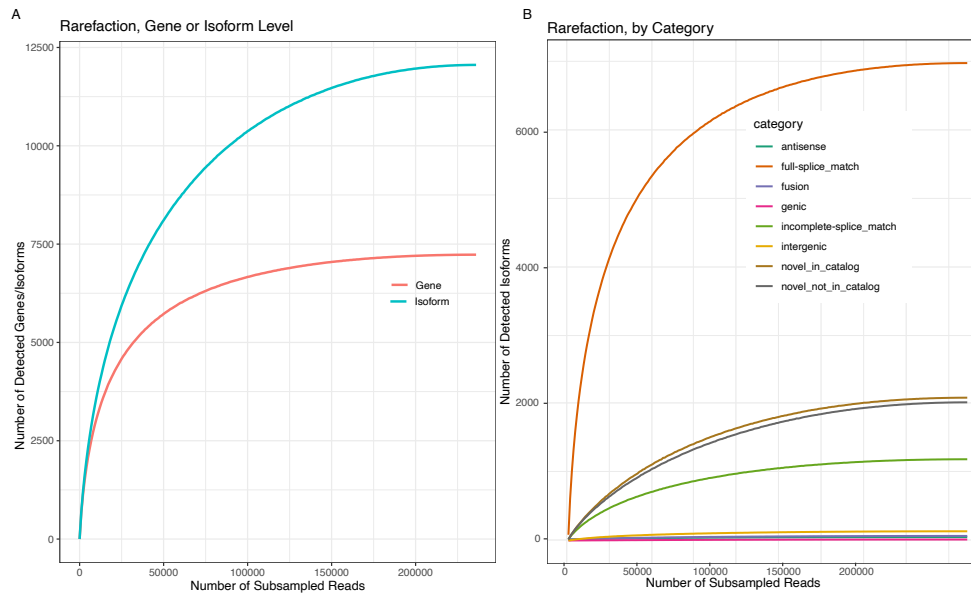 A
Rarefaction, Gene or Isoform Level
12500
10000
7500
5000
2500
0
Number of Detected Genes/Isoforms
Gene
Isoform
0
50000
100000
150000
200000
Number of Subsampled Reads
B
Rarefaction, by Category
6000
4000
2000
0
Number of Detected Isoforms
category
antisense
full-splice_match
fusion
genic
incomplete-splice_match
intergenic
novel_in_catalog
novel_not_in_catalog
0
50000
100000
150000
200000
Number of Subsampled Reads